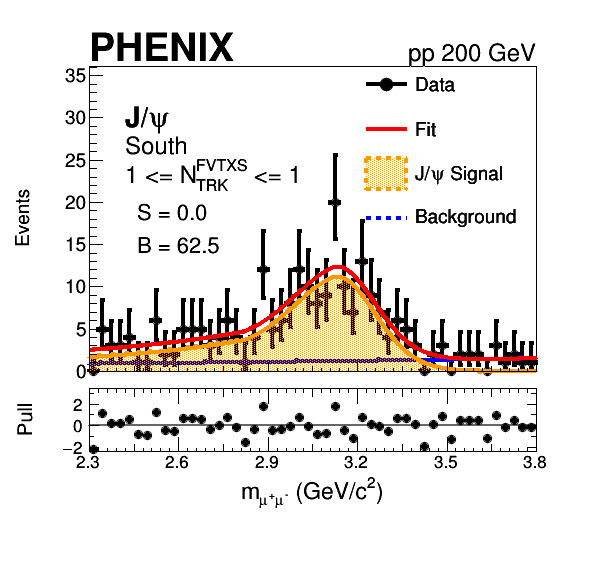 PHENIX pp 200 GeV
35
30
25
20
15
10
5
0
Events
J/ψ
South
1 <= N_TRK^FVTXS <= 1
S = 0.0
B = 62.5
Data
Fit
J/ψ Signal
Background
2
0
−2
Pull
2.3 2.6 2.9 3.2 3.5 3.8
m_μ⁺μ⁻ (GeV/c²)